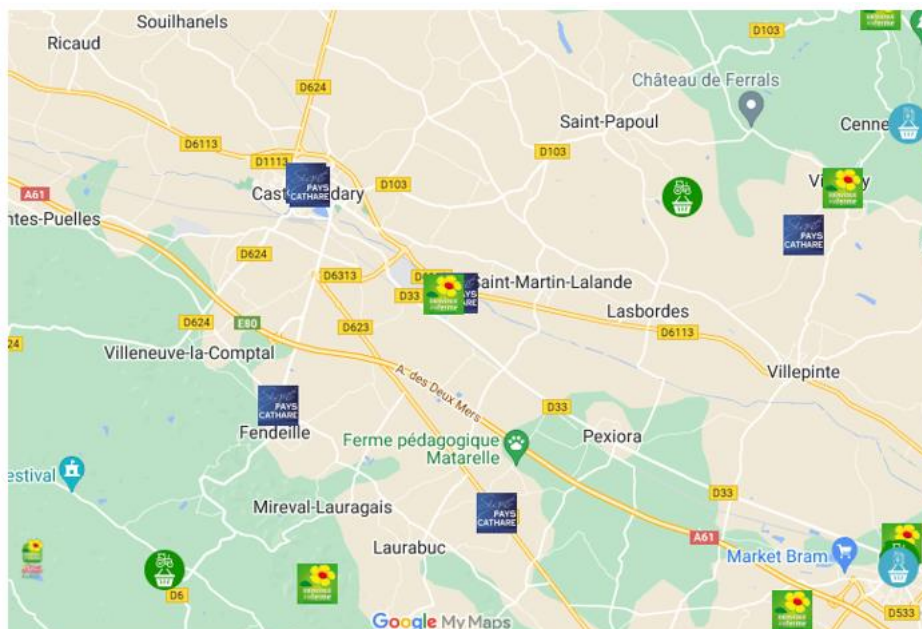 Souilhanels
Ricaud
D103
D103
D624
Château de Ferrals
Saint-Papoul
Cenne
D6113
D1113
D103
D103
A61
PAYS
CATHARE
PAYS
CATHARE
ntes-Puelles
D624
D6313
Saint-Martin-Lalande
D33
Lasbordes
D624
E80
D623
D6113
24
Villeneuve-la-Comptal
Villepinte
A. des Deux Mers
PAYS
CATHARE
Fendeille
D33
Ferme pédagogique
Matarelle
Pexiora
estival
D33
Mireval-Lauragais
PAYS
CATHARE
Laurabuc
A61
Market Bram
D6
D533
Google My Maps